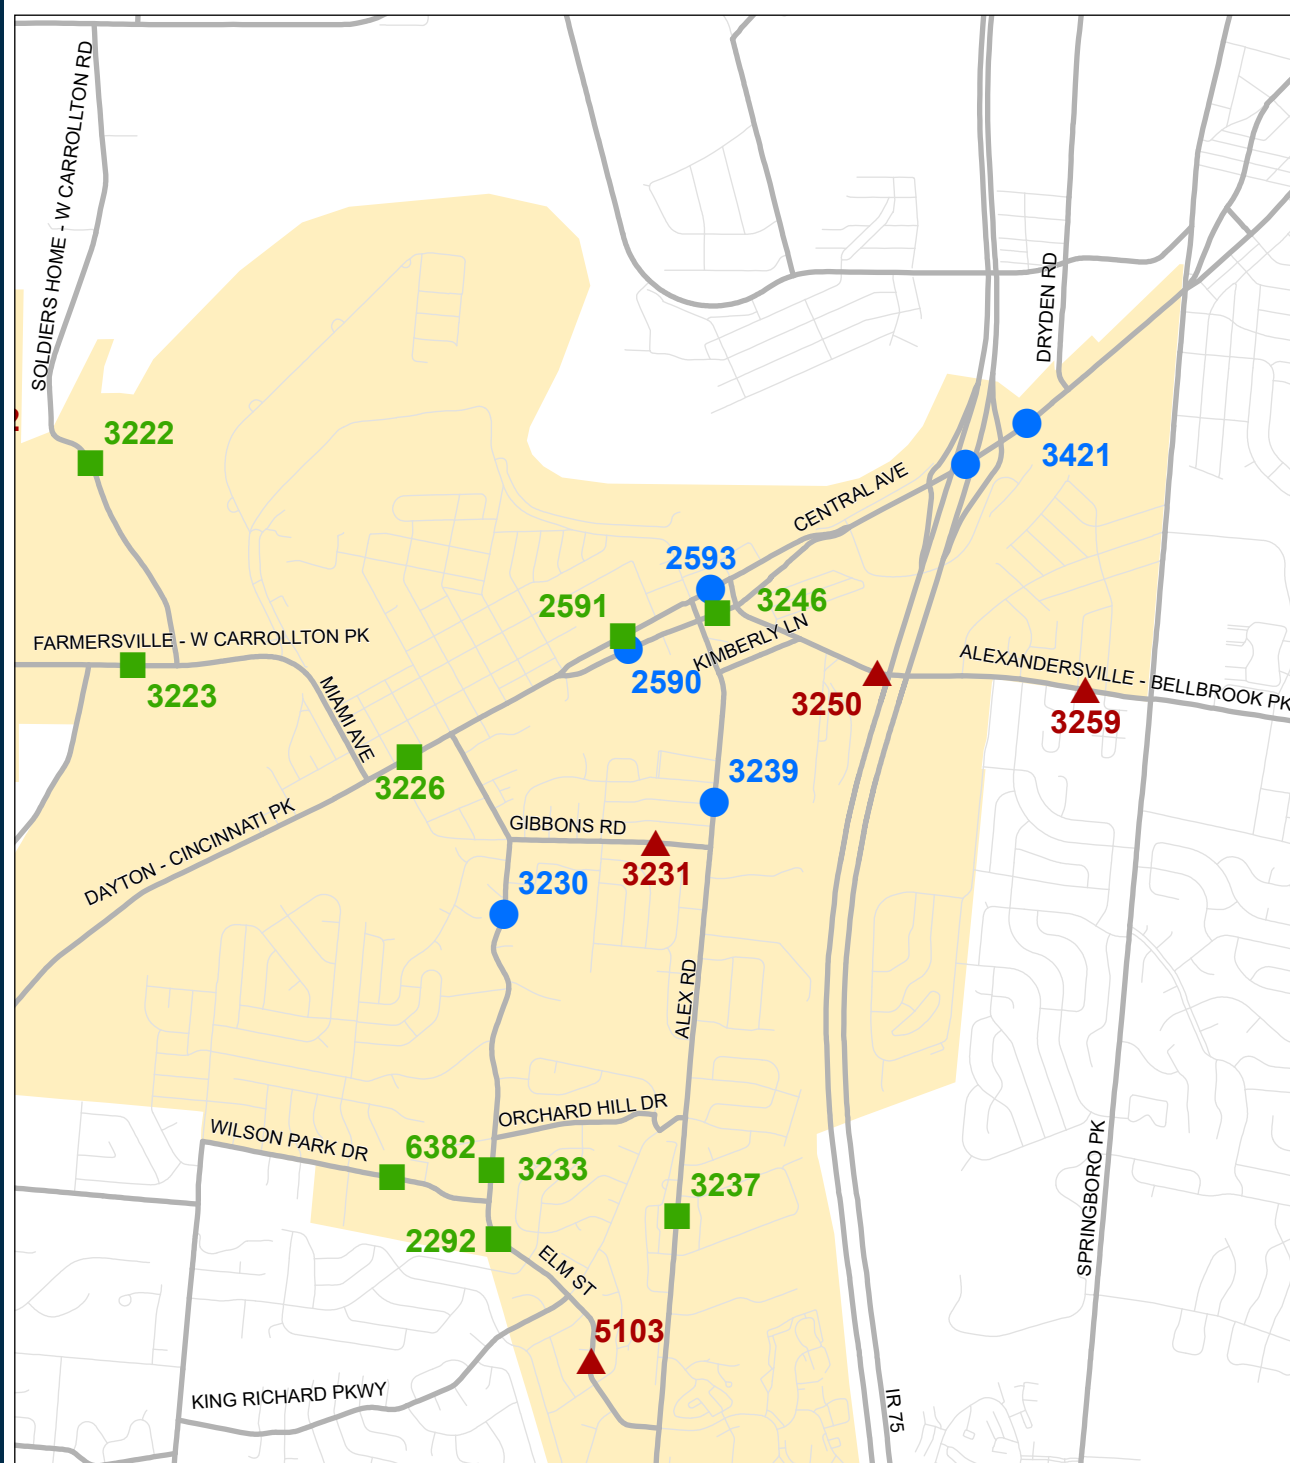 SOLDIERS HOME - W CARROLLTON RD
DRYDEN RD
2
3222
3421
CENTRAL AVE
2593
2591
3246
FARMERSVILLE - W CARROLLTON PK
KIMBERLY LN
ALEXANDERSVILLE - BELLBROOK PK
3223
MIAMI AVE
2590
3250
3259
3226
3239
DAYTON - CINCINNATI PK
GIBBONS RD
3231
3230
ALEX RD
ORCHARD HILL DR
WILSON PARK DR
6382
3233
3237
SPRINGBORO PK
2292
ELM ST
5103
KING RICHARD PKWY
IR 75